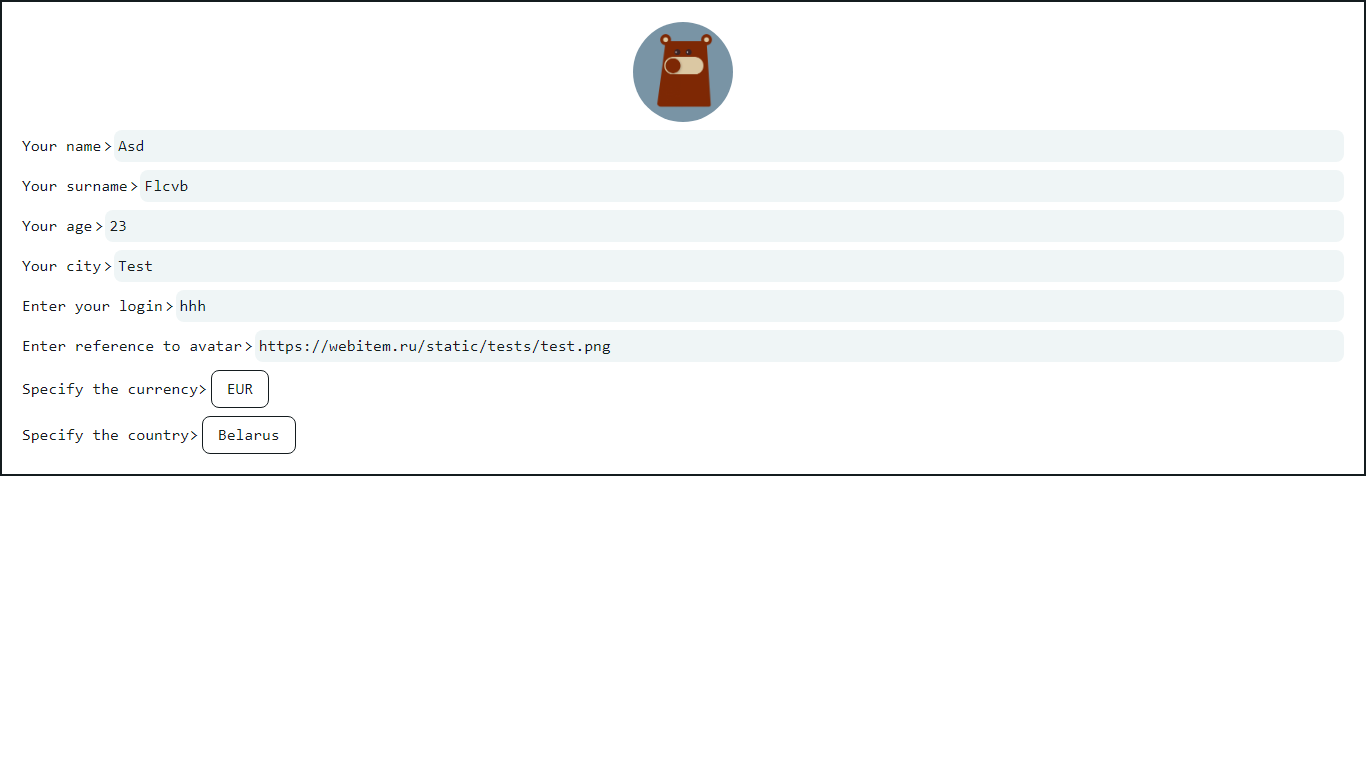 Your name> Asd
Your surname> Flcvb
Your age> 23
Your city> Test
Enter your login> hhh
Enter reference to avatar> https://webitem.ru/static/tests/test.png
Specify the currency> EUR
Specify the country> Belarus